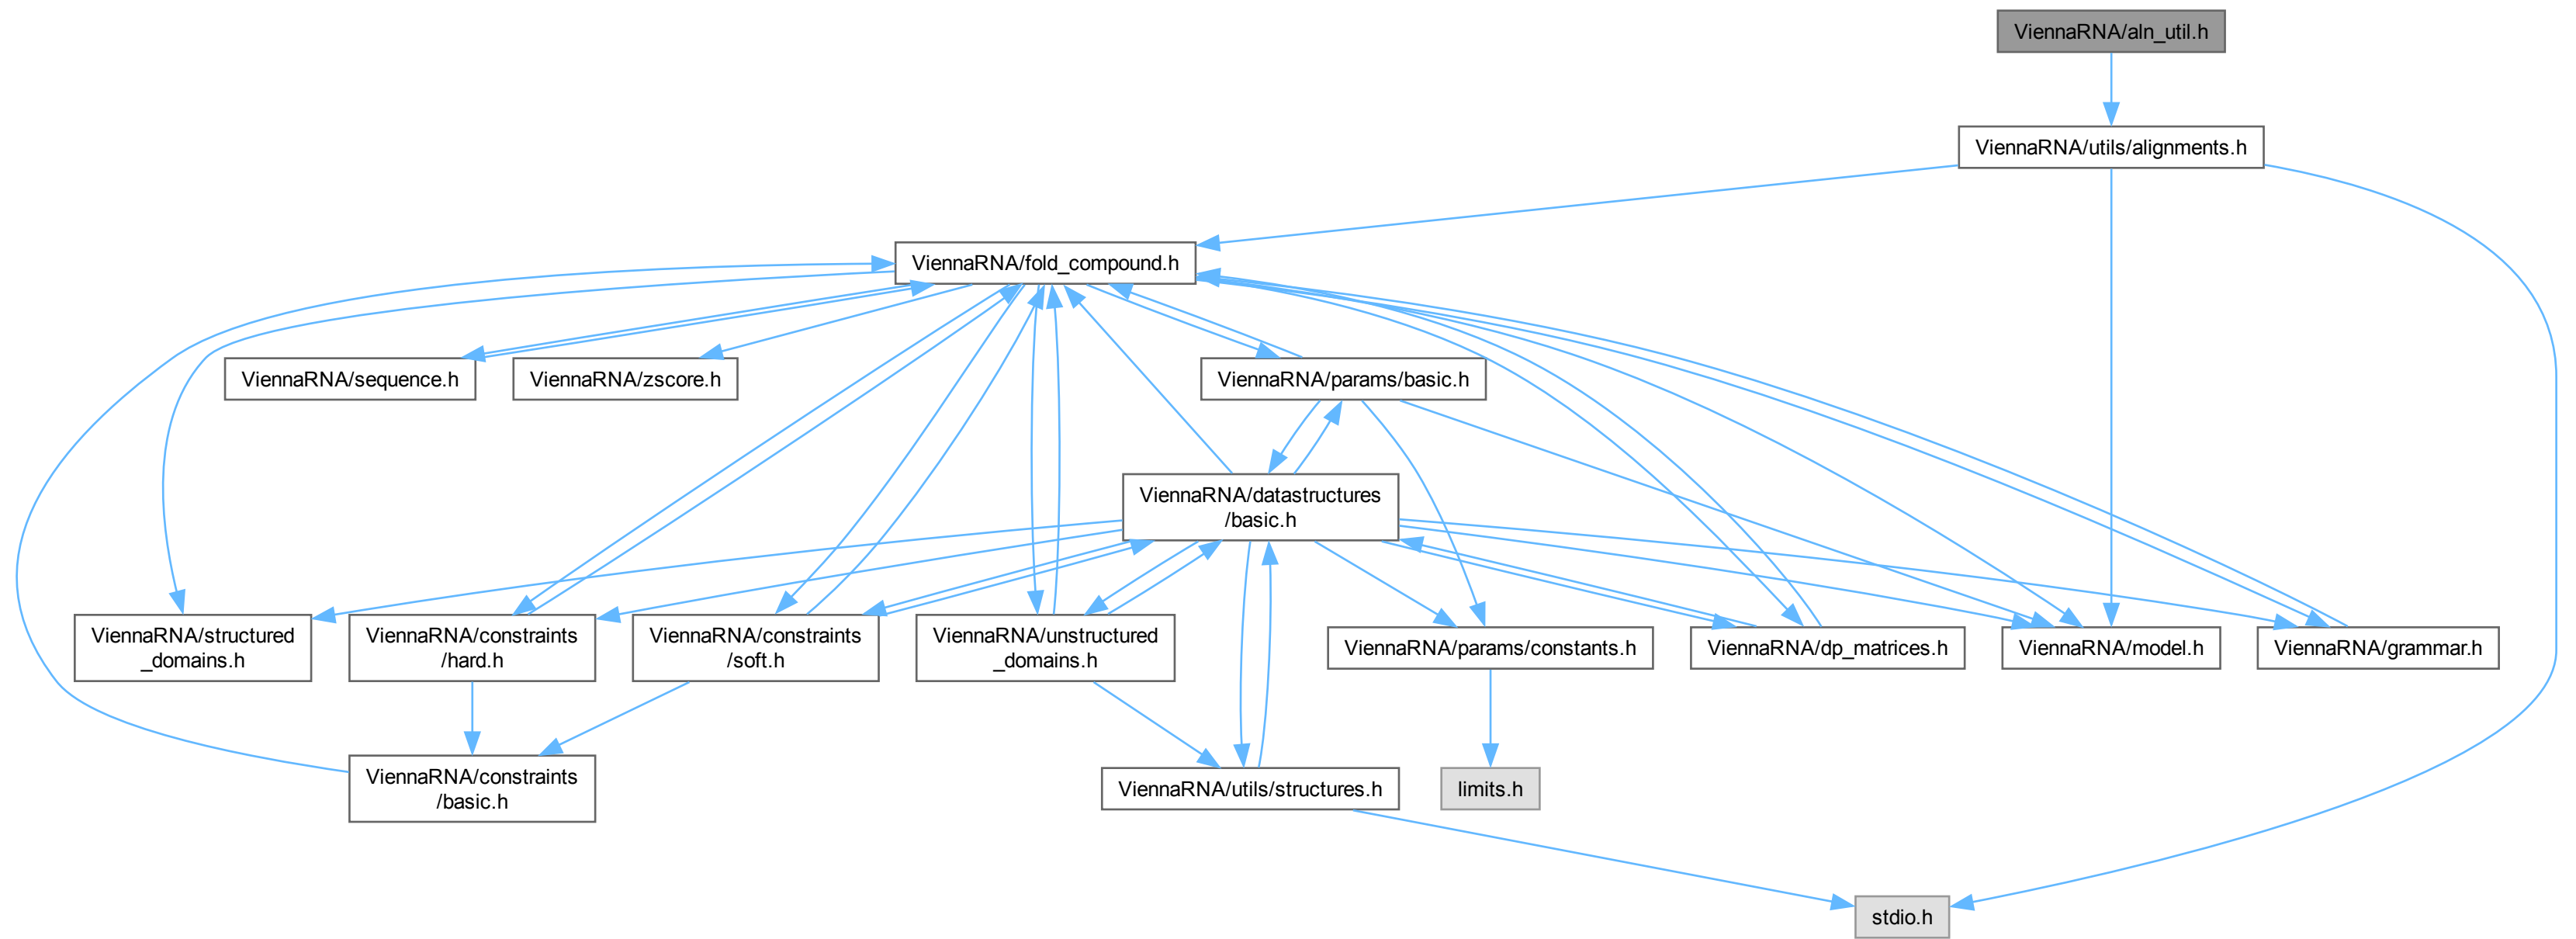 ViennaRNA/aln_util.h
ViennaRNA/utils/alignments.h
ViennaRNA/fold_compound.h
ViennaRNA/sequence.h
ViennaRNA/zscore.h
ViennaRNA/params/basic.h
ViennaRNA/datastructures
/basic.h
ViennaRNA/structured
_domains.h
ViennaRNA/constraints
/hard.h
ViennaRNA/constraints
/soft.h
ViennaRNA/unstructured
_domains.h
ViennaRNA/params/constants.h
ViennaRNA/dp_matrices.h
ViennaRNA/model.h
ViennaRNA/grammar.h
ViennaRNA/constraints
/basic.h
ViennaRNA/utils/structures.h
limits.h
stdio.h